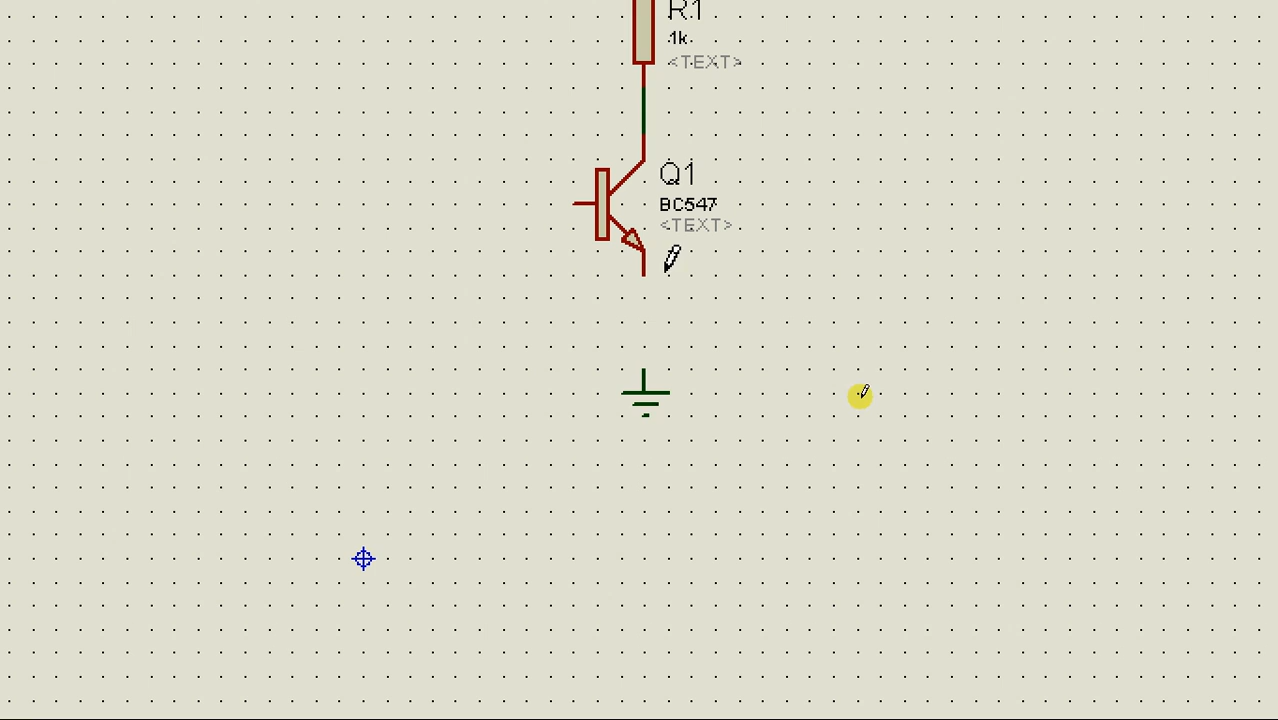 R1
1k
<TEXT>
Q1
BC547
<TEXT>